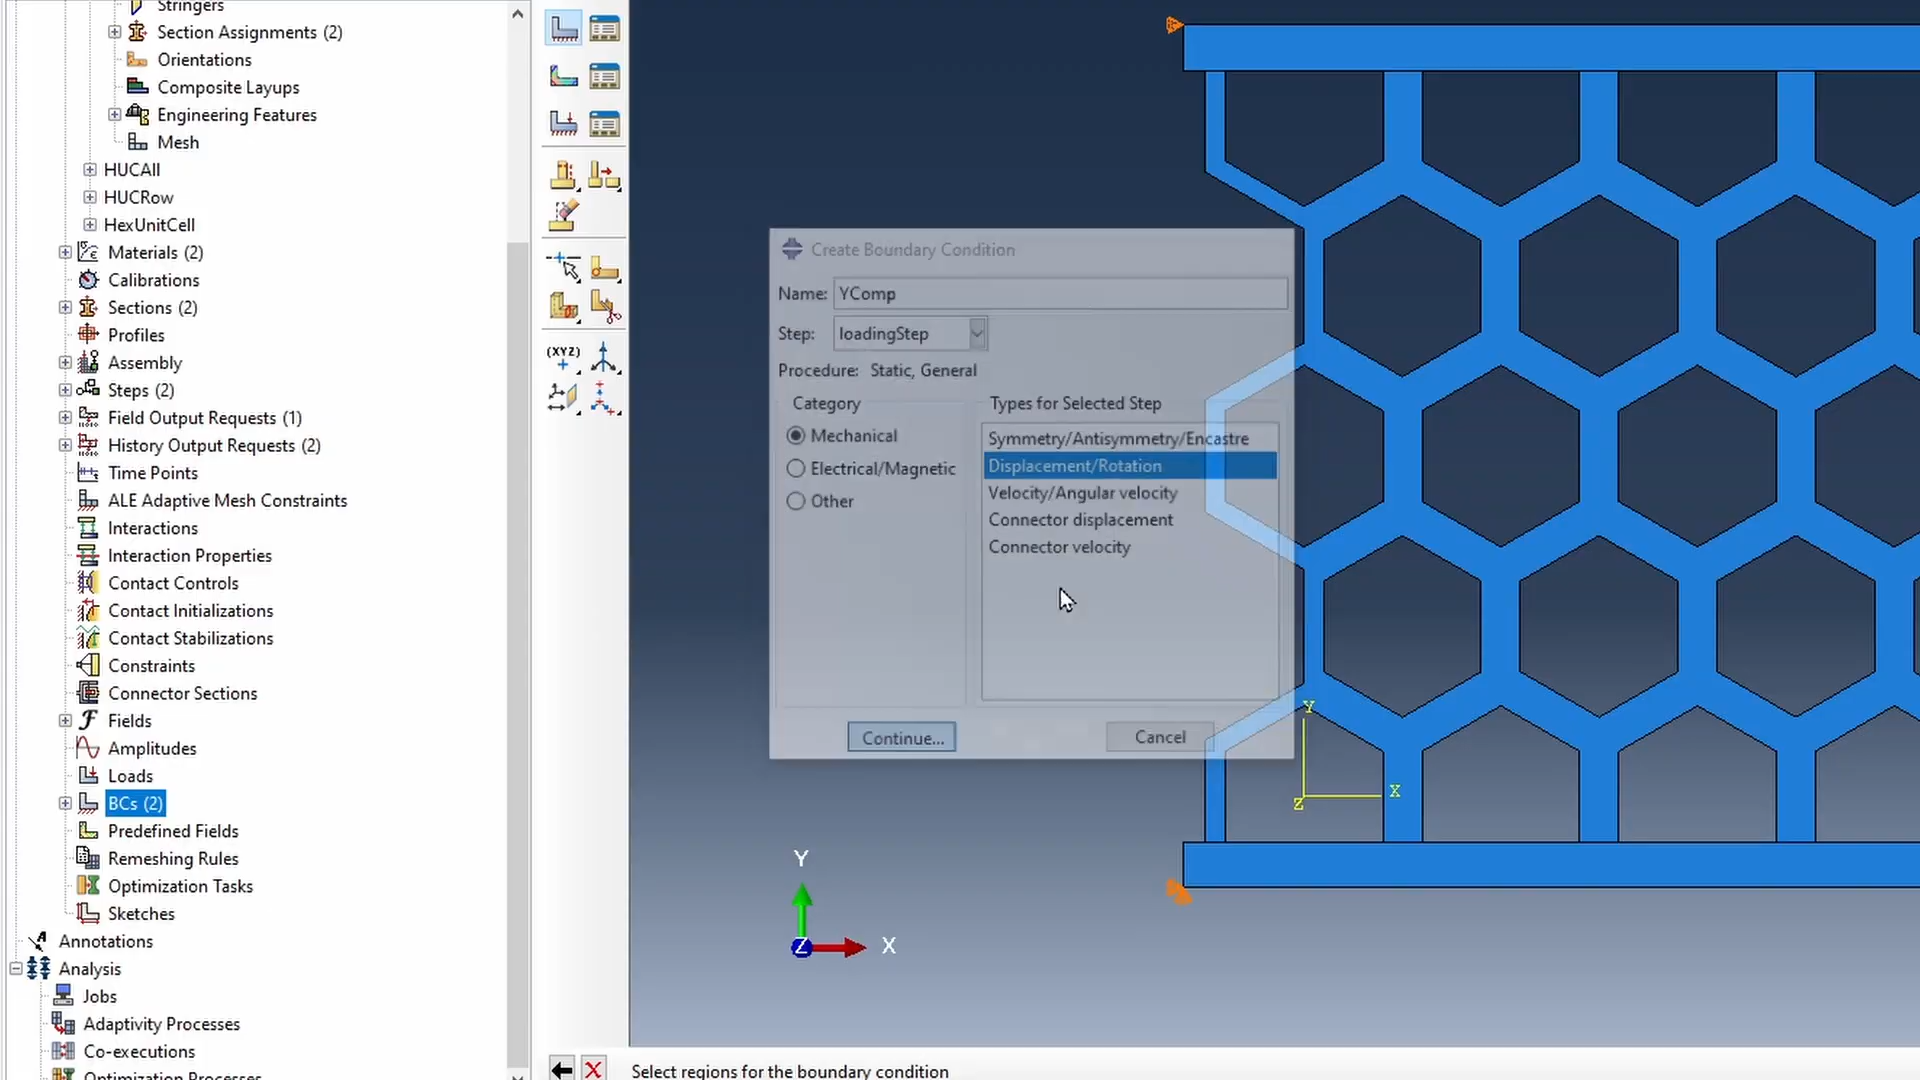 Stringers
Section Assignments (2)
Orientations
Composite Layups
Engineering Features
Mesh
HUCAll
HUCRow
HexUnitCell
Materials (2)
Calibrations
Sections (2)
Profiles
Assembly
Steps (2)
Field Output Requests (1)
History Output Requests (2)
Time Points
ALE Adaptive Mesh Constraints
Interactions
Interaction Properties
Contact Controls
Contact Initializations
Contact Stabilizations
Constraints
Connector Sections
Fields
Amplitudes
Loads
BCs (2)
Predefined Fields
Remeshing Rules
Optimization Tasks
Sketches
Annotations
Analysis
Jobs
Adaptivity Processes
Co-executions
Optimization Processes
(XYZ)
Create Boundary Condition
Name: YComp
Step: loadingStep
Procedure: Static, General
Category
Mechanical
Electrical/Magnetic
Other
Types for Selected Step
Symmetry/Antisymmetry/Encastre
Displacement/Rotation
Velocity/Angular velocity
Connector displacement
Connector velocity
Continue...
Cancel
Y
X
Z
Y
Z
X
Select regions for the boundary condition